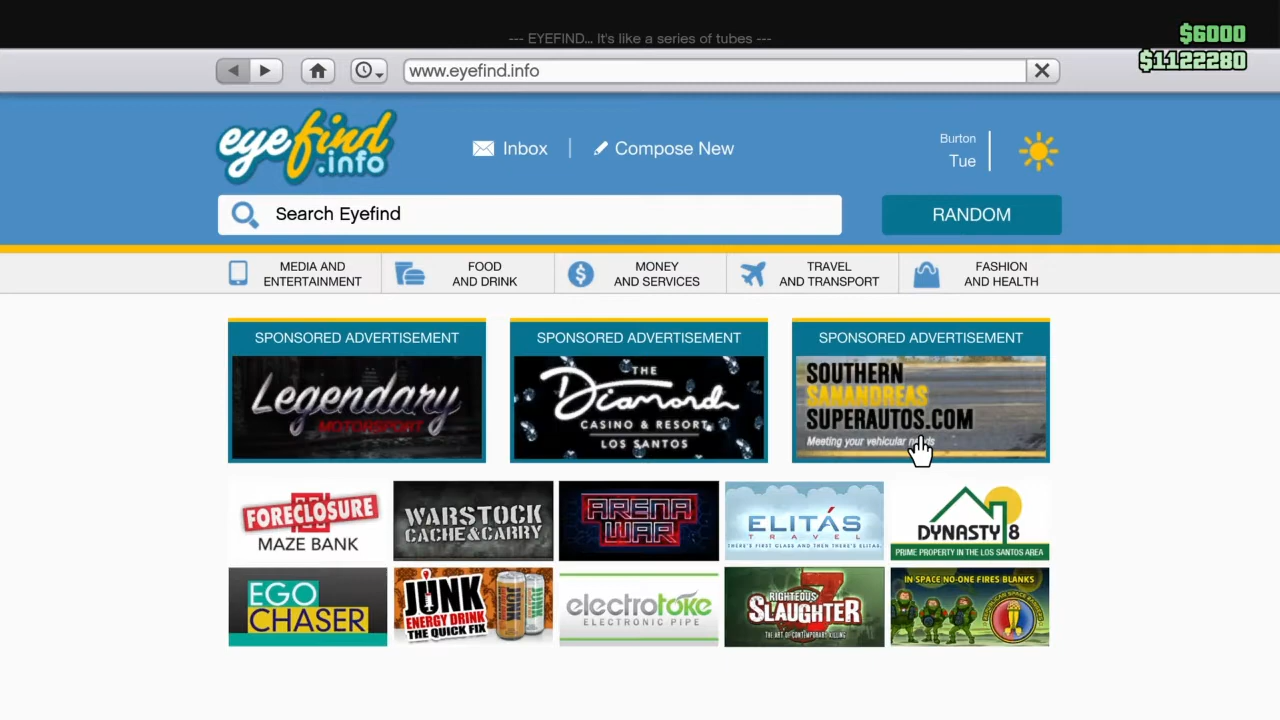 --- EYEFIND... It's like a series of tubes ---
$6000
$1122280
www.eyefind.info
eyefind
.info
Inbox
Compose New
Burton
Tue
Search Eyefind
RANDOM
MEDIA AND
ENTERTAINMENT
FOOD
AND DRINK
MONEY
AND SERVICES
TRAVEL
AND TRANSPORT
FASHION
AND HEALTH
SPONSORED ADVERTISEMENT
Legendary
MOTORSPORT
SPONSORED ADVERTISEMENT
THE
Diamond
CASINO & RESORT
LOS SANTOS
SPONSORED ADVERTISEMENT
SOUTHERN
SANANDREAS
SUPERAUTOS.COM
Meeting your vehicular needs
FORECLOSURE
MAZE BANK
WARSTOCK
CACHE&CARRY
ARENA
WAR
ELITÁS
TRAVEL
THERE'S FIRST CLASS AND THEN THERE'S ELITAS.
DYNASTY 8
PRIME PROPERTY IN THE LOS SANTOS AREA
EGO
CHASER
JUNK
ENERGY DRINK
THE QUICK FIX
electrotoke
ELECTRONIC PIPE
RIGHTEOUS
SLAUGHTER
7
THE ART OF CONTEMPORARY KILLING
IN SPACE NO-ONE FIRES BLANKS